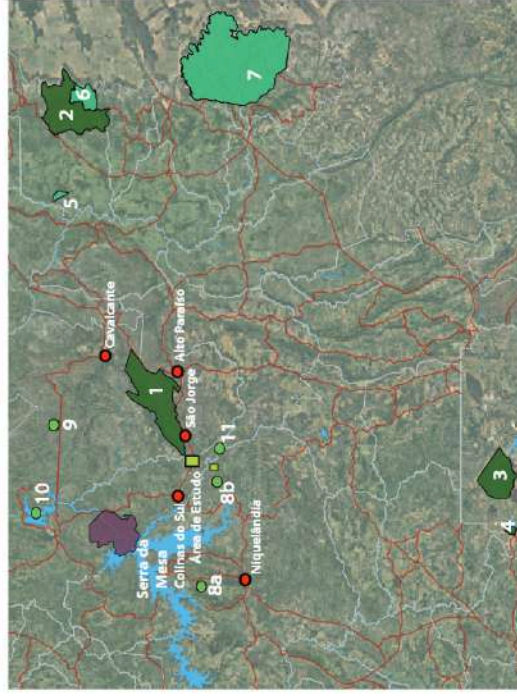 10
2
9
5
6
Cavalcante
Serra da
Mesa
1
Colinas do Sul
Alto Paraíso
São Jorge
Área de Estudo
8a
8b
11
7
Niquelândia
3
4